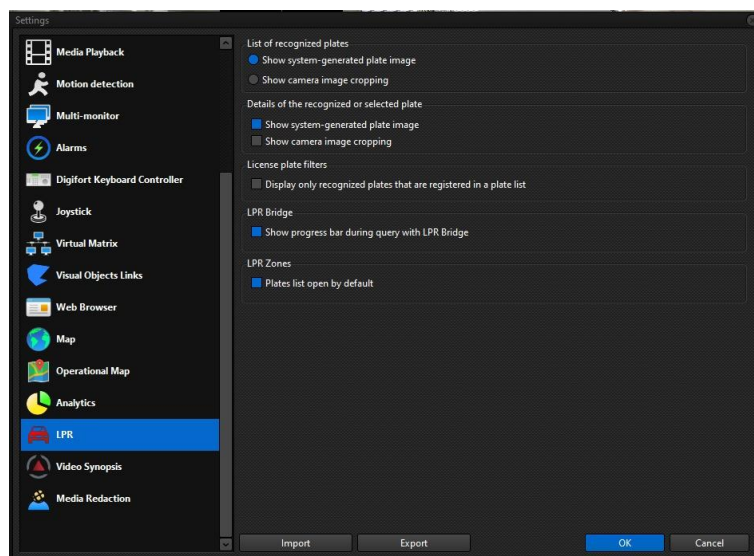 Settings
Media Playback
Motion detection
Multi-monitor
Alarms
Digifort Keyboard Controller
Joystick
Virtual Matrix
Visual Objects Links
Web Browser
Map
Operational Map
Analytics
LPR
Video Synopsis
Media Redaction
List of recognized plates
Show system-generated plate image
Show camera image cropping
Details of the recognized or selected plate
Show system-generated plate image
Show camera image cropping
License plate filters
Display only recognized plates that are registered in a plate list
LPR Bridge
Show progress bar during query with LPR Bridge
LPR Zones
Plates list open by default
Import
Export
OK
Cancel